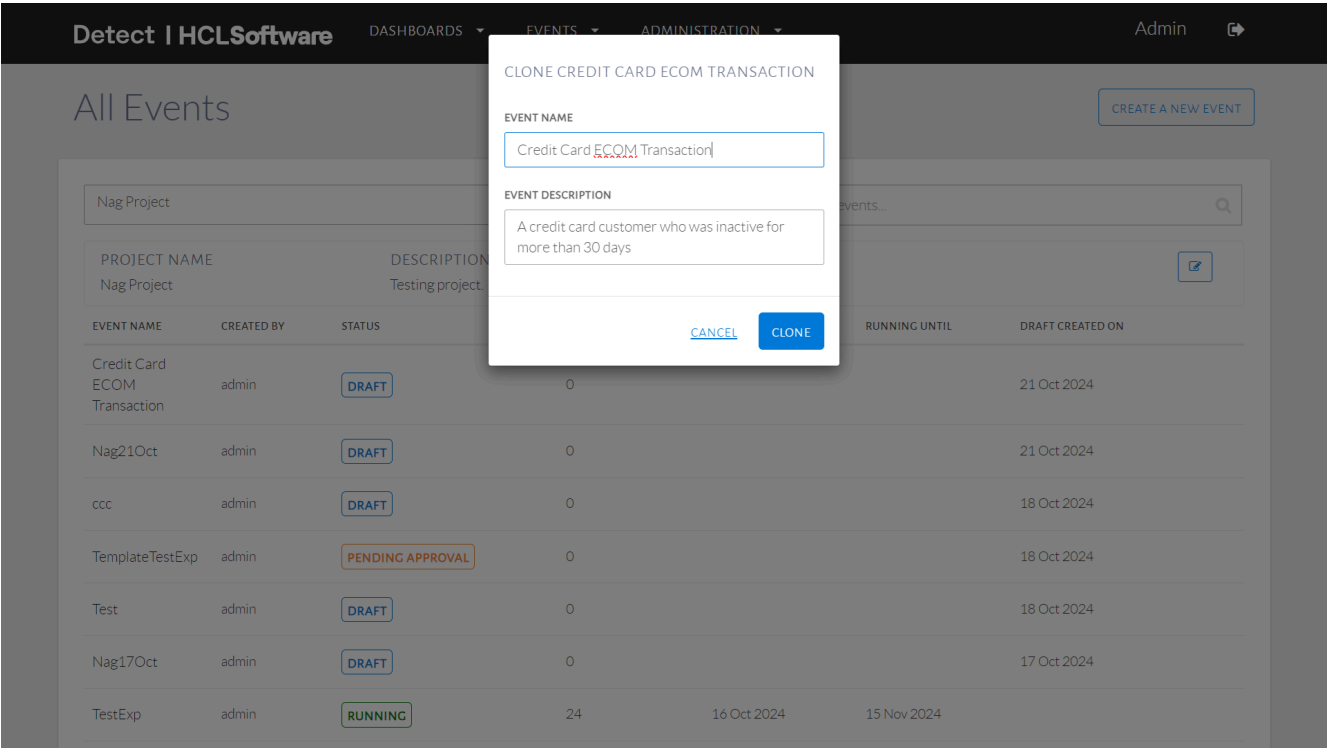 Detect | HCLSoftware DASHBOARDS EVENTS ADMINISTRATION Admin
CLONE CREDIT CARD ECOM TRANSACTION
All Events
CREATE A NEW EVENT
EVENT NAME
Credit Card ECOM Transaction
EVENT DESCRIPTION
A credit card customer who was inactive for
more than 30 days
CANCEL CLONE
Nag Project
events...
PROJECT NAME DESCRIPTION
Nag Project Testing project.
EVENT NAME CREATED BY STATUS RUNNING UNTIL DRAFT CREATED ON
Credit Card
ECOM
Transaction
admin DRAFT 0 21 Oct 2024
Nag21Oct admin DRAFT 0 21 Oct 2024
ccc admin DRAFT 0 18 Oct 2024
TemplateTestExp admin PENDING APPROVAL 0 18 Oct 2024
Test admin DRAFT 0 18 Oct 2024
Nag17Oct admin DRAFT 0 17 Oct 2024
TestExp admin RUNNING 24 16 Oct 2024 15 Nov 2024